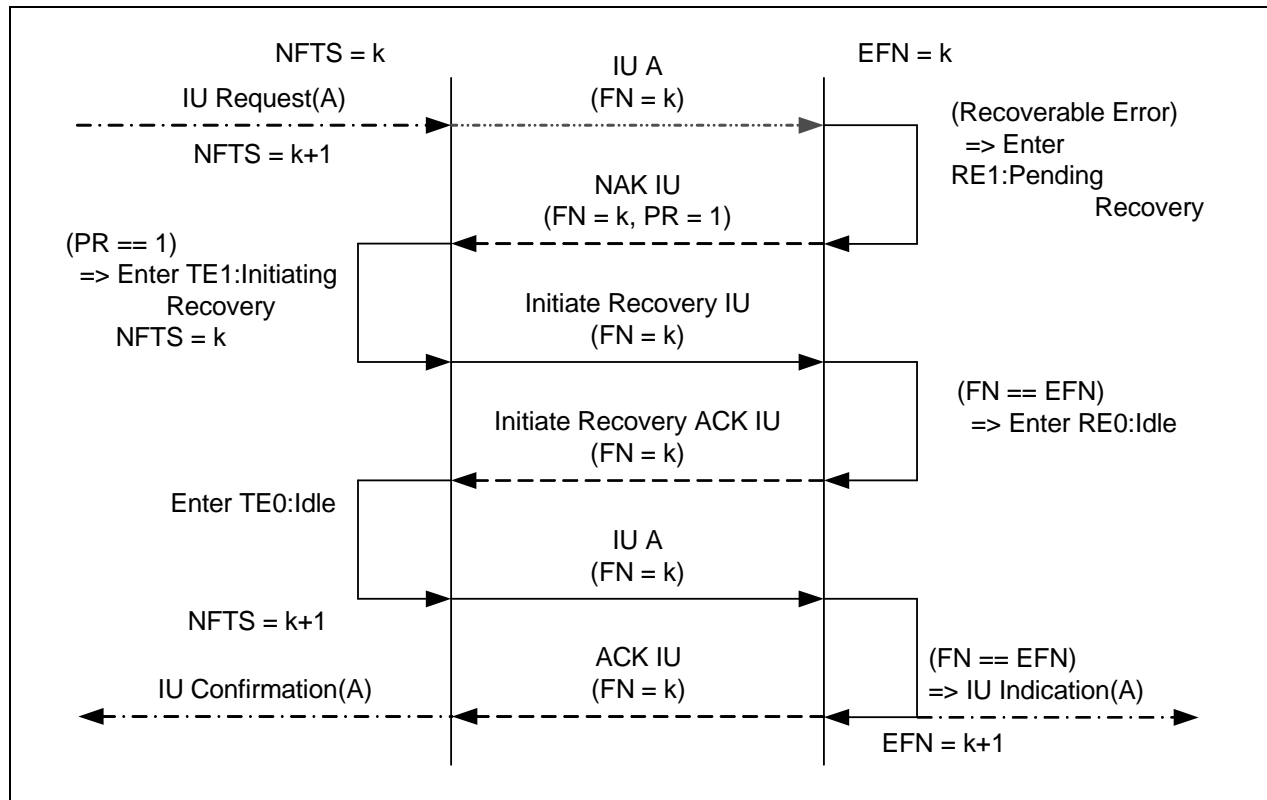 NFTS = k
IU A
EFN = k
IU Request(A)
(FN = k)
(Recoverable Error)
=> Enter
RE1:Pending
Recovery
NFTS = k+1
NAK IU
(FN = k, PR = 1)
(PR == 1)
=> Enter TE1:Initiating
Recovery
NFTS = k
Initiate Recovery IU
(FN = k)
(FN == EFN)
=> Enter RE0:Idle
Initiate Recovery ACK IU
(FN = k)
Enter TE0:Idle
IU A
(FN = k)
NFTS = k+1
ACK IU
(FN = k)
(FN == EFN)
=> IU Indication(A)
IU Confirmation(A)
EFN = k+1